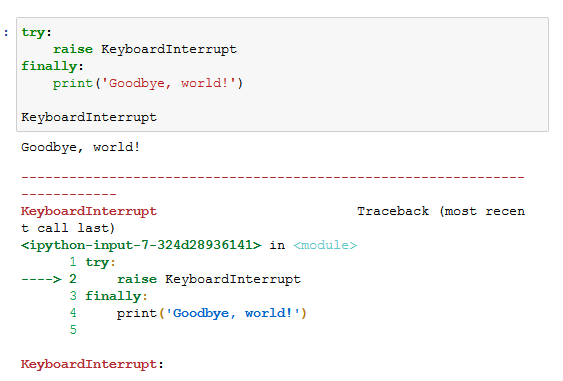 :
try:
    raise KeyboardInterrupt
finally:
    print('Goodbye, world!')

KeyboardInterrupt
Goodbye, world!
---------------------------------------------------------------
------------
KeyboardInterrupt                         Traceback (most recen
t call last)
<ipython-input-7-324d28936141> in <module>
      1 try:
----> 2     raise KeyboardInterrupt
      3 finally:
      4     print('Goodbye, world!')
      5 

KeyboardInterrupt: